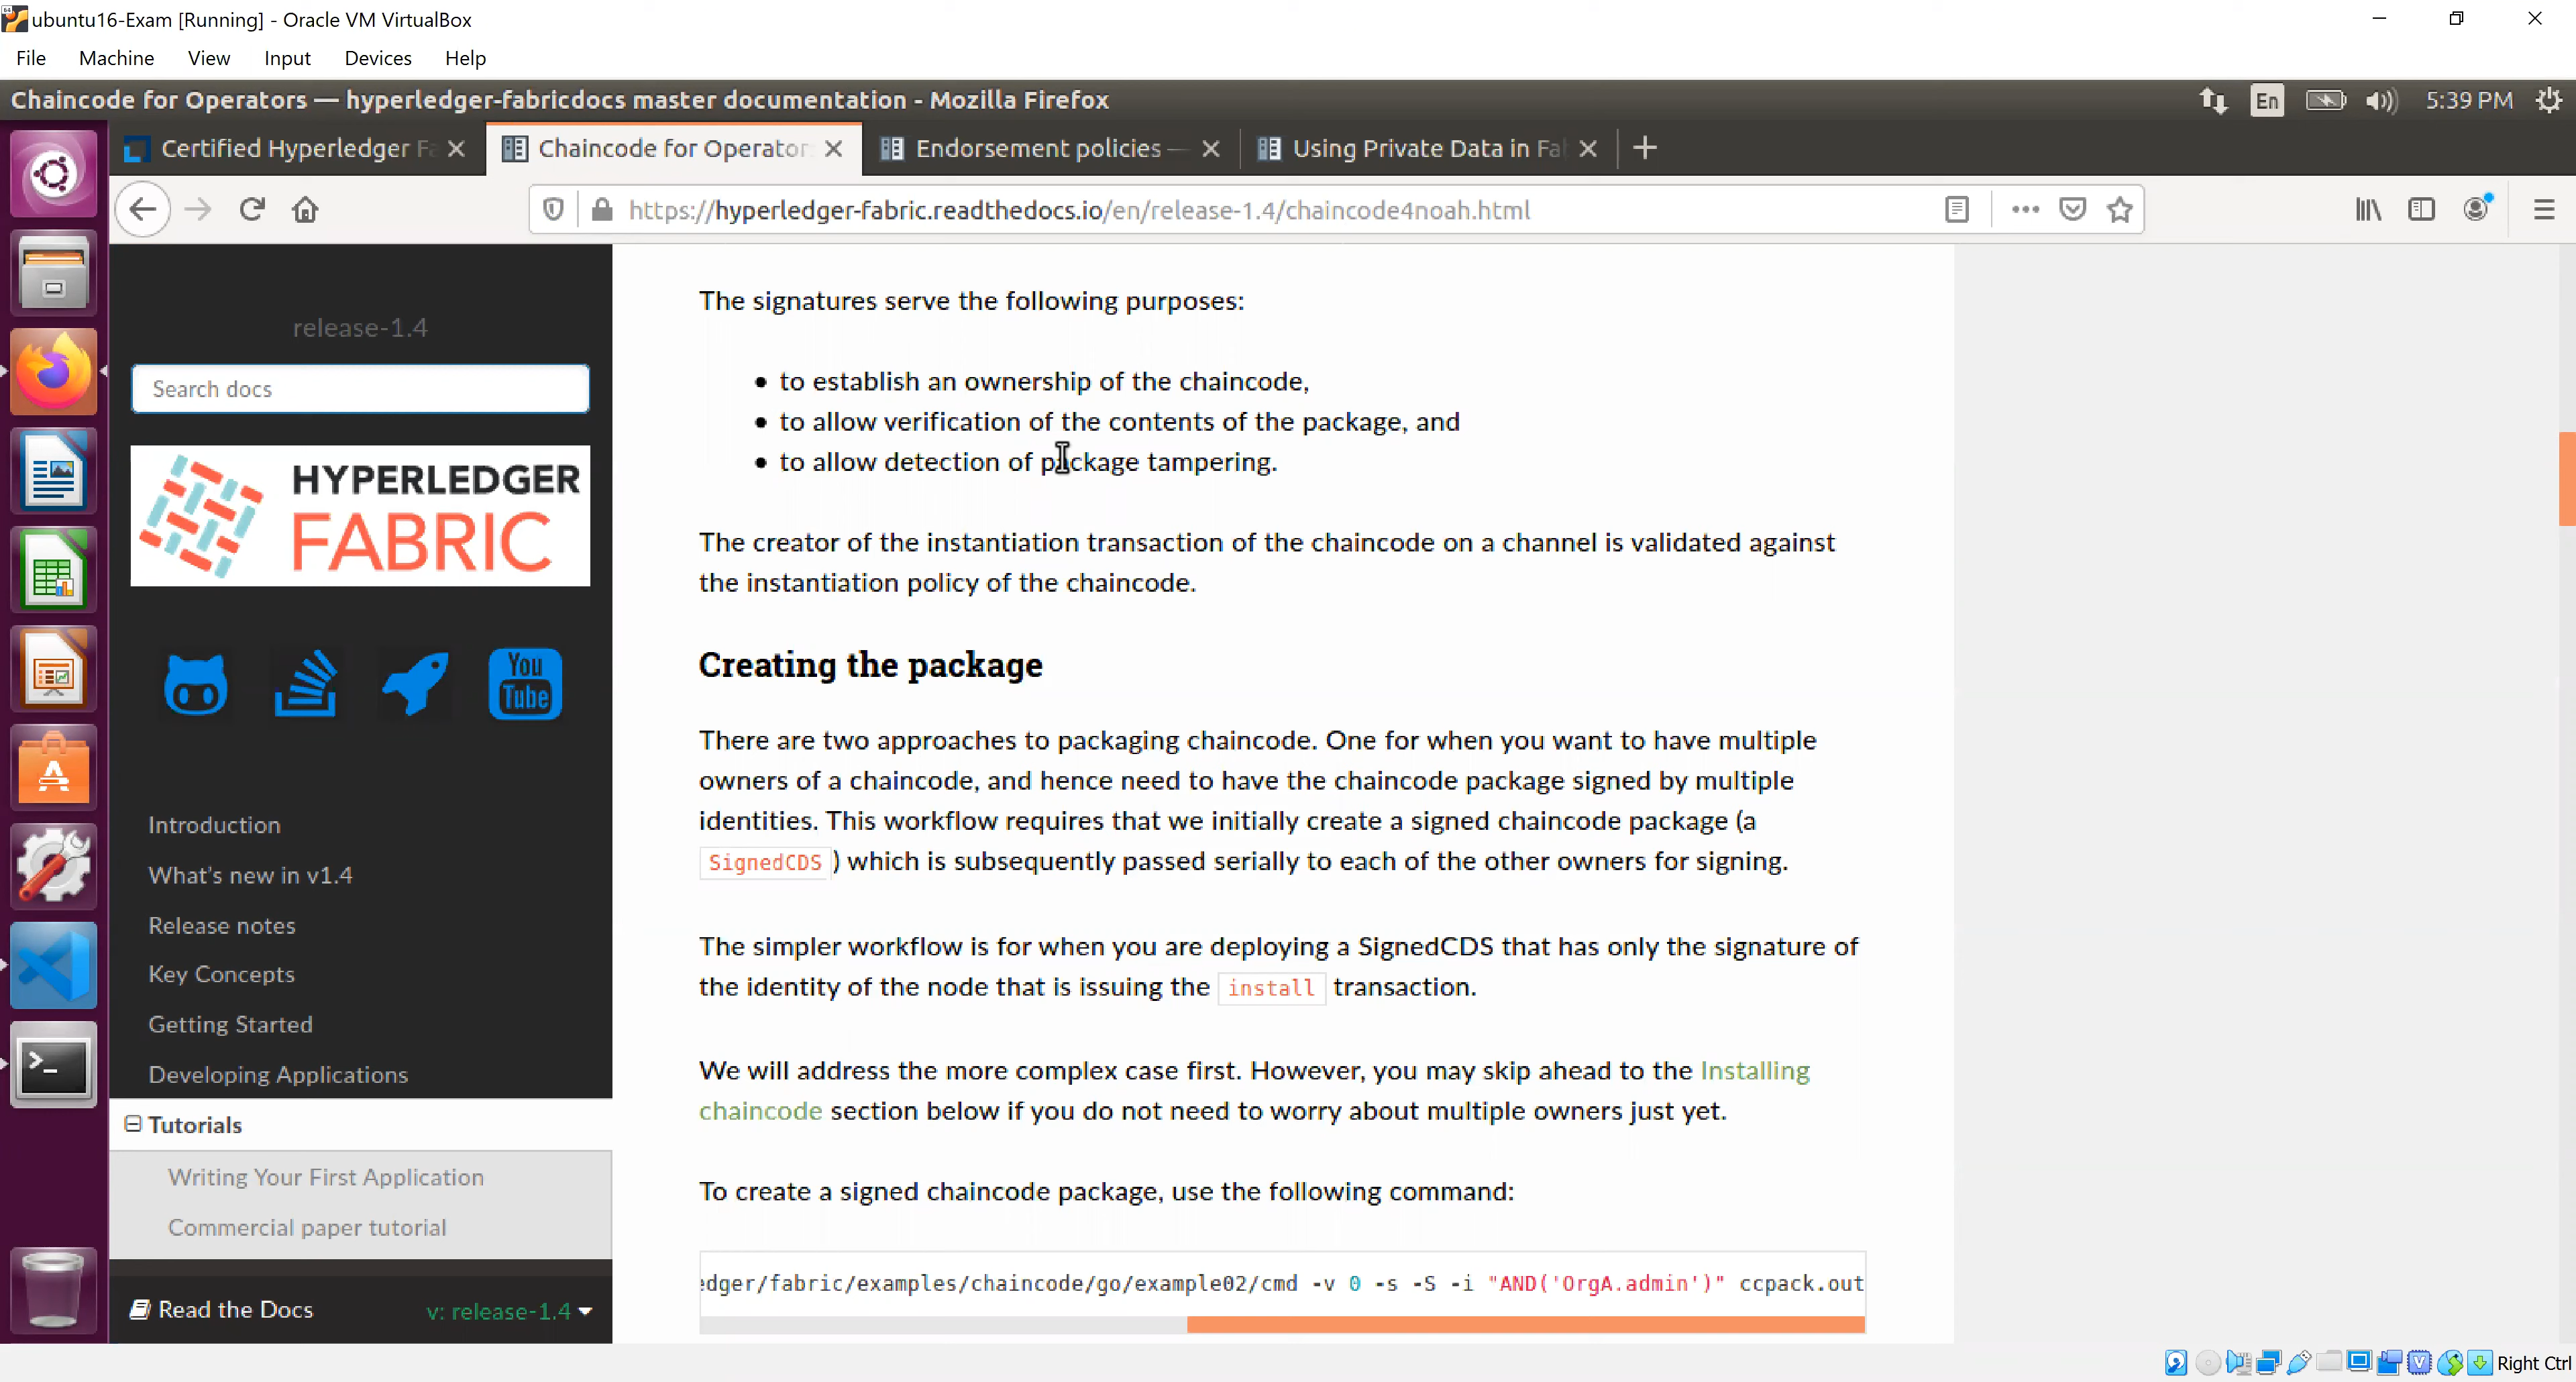 ubuntu16-Exam [Running] - Oracle VM VirtualBox
File Machine View Input Devices Help
Chaincode for Operators — hyperledger-fabricdocs master documentation - Mozilla Firefox
En 5:39 PM
Certified Hyperledger Fa
Chaincode for Operator
Endorsement policies —
Using Private Data in Fa
https://hyperledger-fabric.readthedocs.io/en/release-1.4/chaincode4noah.html
release-1.4
Search docs
HYPERLEDGER
FABRIC
You
Tube
Introduction
What's new in v1.4
Release notes
Key Concepts
Getting Started
Developing Applications
Tutorials
Writing Your First Application
Commercial paper tutorial
Read the Docs
v: release-1.4
The signatures serve the following purposes:
• to establish an ownership of the chaincode,
• to allow verification of the contents of the package, and
• to allow detection of package tampering.
The creator of the instantiation transaction of the chaincode on a channel is validated against
the instantiation policy of the chaincode.
Creating the package
There are two approaches to packaging chaincode. One for when you want to have multiple
owners of a chaincode, and hence need to have the chaincode package signed by multiple
identities. This workflow requires that we initially create a signed chaincode package (a
SignedCDS ) which is subsequently passed serially to each of the other owners for signing.
The simpler workflow is for when you are deploying a SignedCDS that has only the signature of
the identity of the node that is issuing the install transaction.
We will address the more complex case first. However, you may skip ahead to the Installing
chaincode section below if you do not need to worry about multiple owners just yet.
To create a signed chaincode package, use the following command:
edger/fabric/examples/chaincode/go/example02/cmd -v 0 -s -S -i "AND('OrgA.admin')" ccpack.out
Right Ctrl